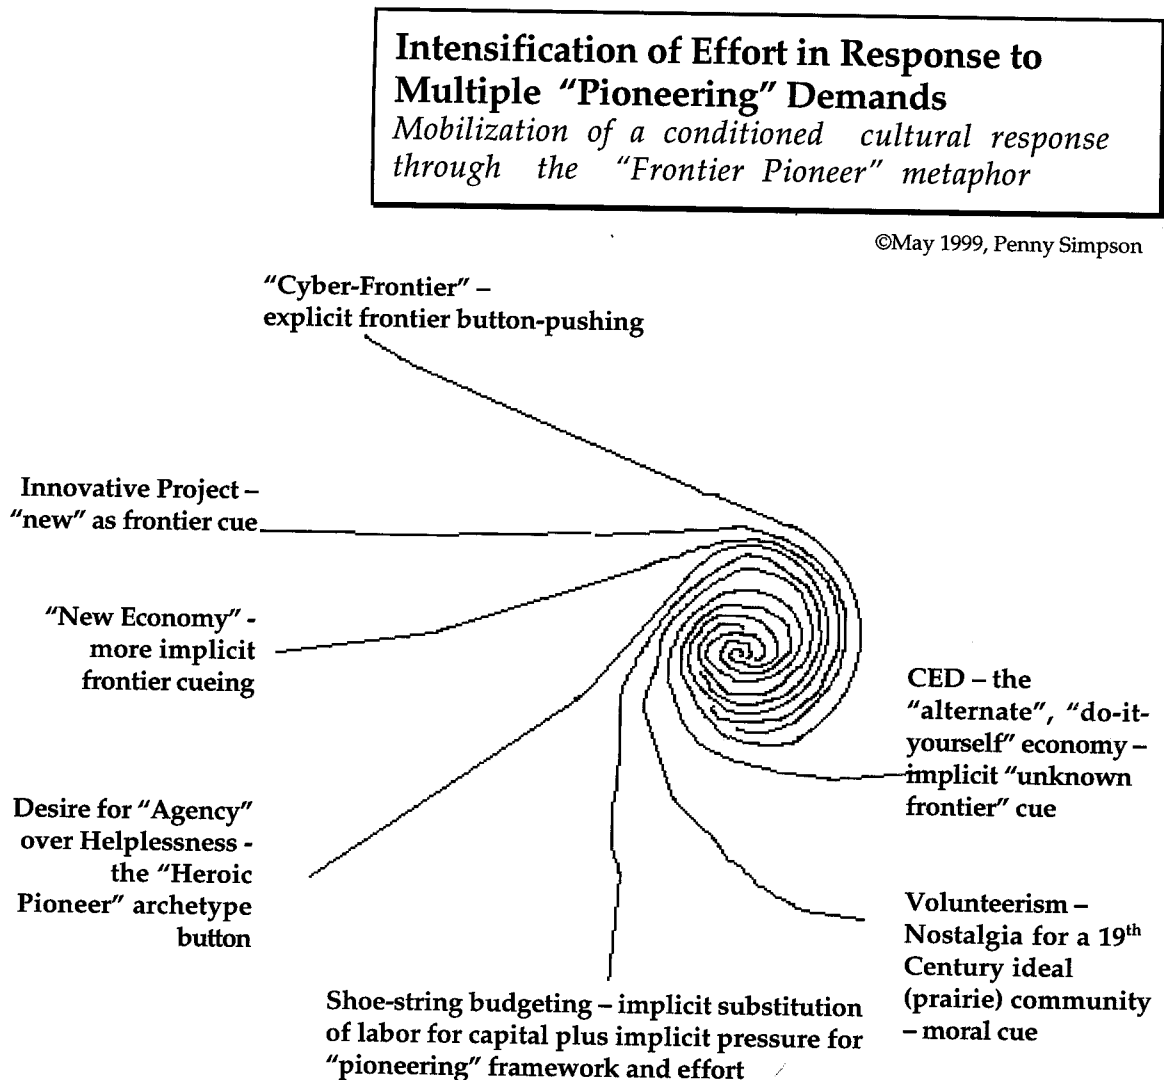 Intensification of Effort in Response to
Multiple “Pioneering” Demands
Mobilization of a conditioned cultural response
through the “Frontier Pioneer” metaphor
©May 1999, Penny Simpson
“Cyber-Frontier” –
explicit frontier button-pushing
Innovative Project –
“new” as frontier cue
“New Economy” -
more implicit
frontier cueing
Desire for “Agency”
over Helplessness -
the “Heroic
Pioneer” archetype
button
Shoe-string budgeting – implicit substitution
of labor for capital plus implicit pressure for
“pioneering” framework and effort
CED – the
“alternate”, “do-it-
yourself” economy –
implicit “unknown
frontier” cue
Volunteerism –
Nostalgia for a 19th
Century ideal
(prairie) community
– moral cue